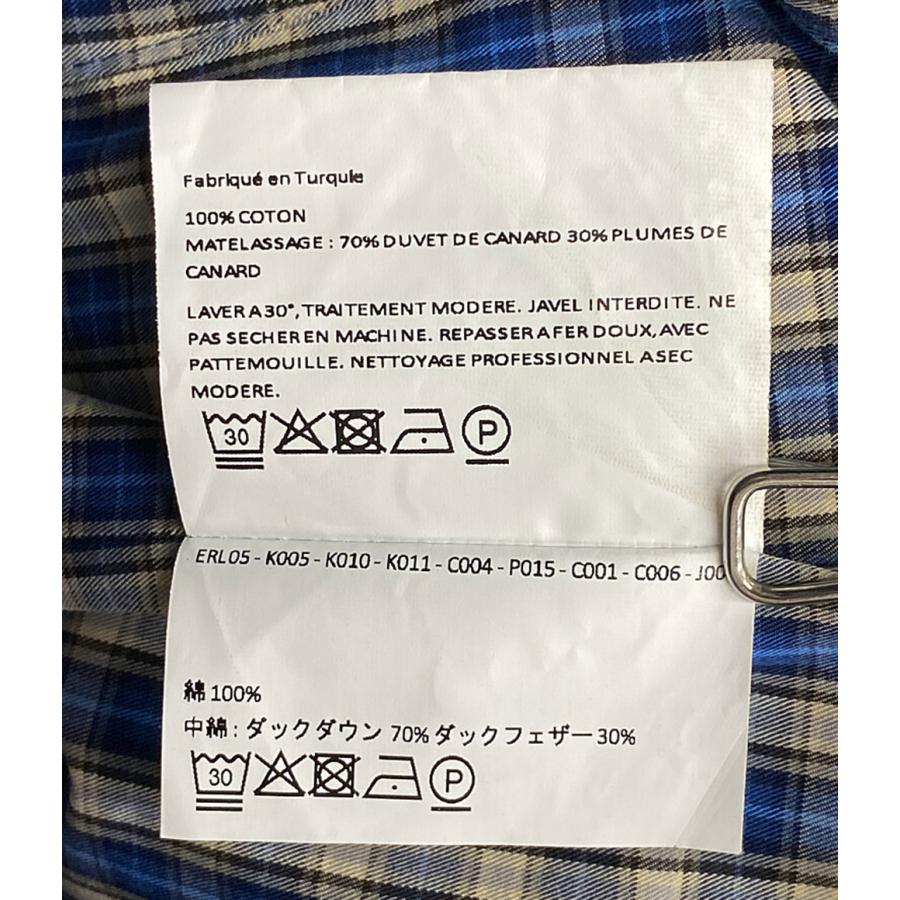 Fabriqué en Turquie
100% COTON
MATELASSAGE : 70% DUVET DE CANARD 30% PLUMES DE
CANARD
LAVER A 30°, TRAITEMENT MODERE. JAVEL INTERDITE. NE
PAS SECHER EN MACHINE. REPASSER A FER DOUX, AVEC
PATTEMOUILLE. NETTOYAGE PROFESSIONNEL A SEC
MODERE.
30 P
ERL05 - K005 - K010 - K011 - C004 - P015 - C001 - C006 - J00
綿 100%
中綿 : ダックダウン 70% ダックフェザー 30%
30 P